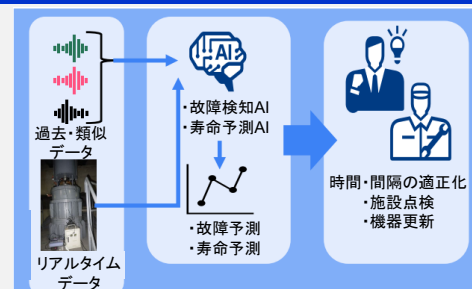 過去・類似
データ
リアルタイム
データ
AI
・故障検知AI
・寿命予測AI
・故障予測
・寿命予測
時間・間隔の適正化
・施設点検
・機器更新